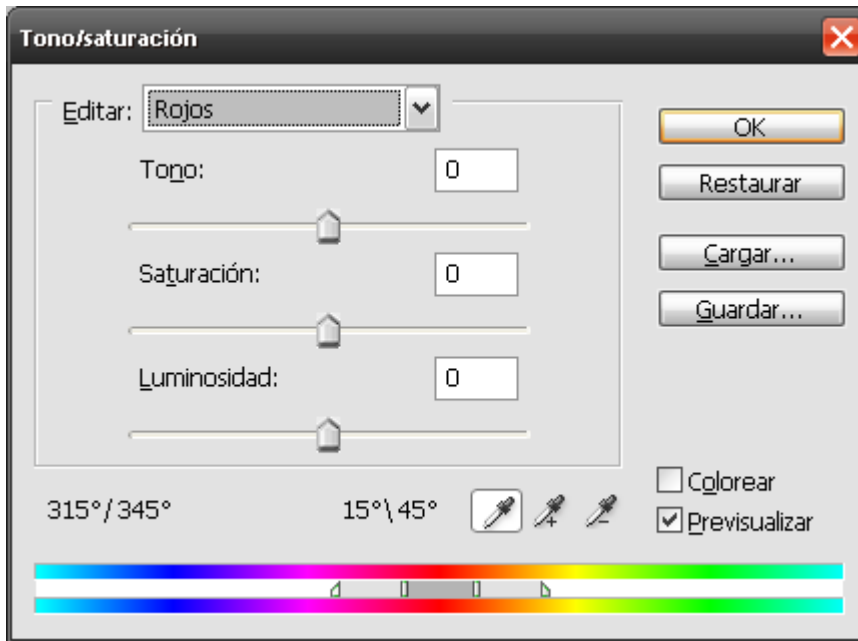 Tono/saturación
Editar: Rojos
Tono: 0
Saturación: 0
Luminosidad: 0
OK
Restaurar
Cargar...
Guardar...
Colorear
Previsualizar
315°/345° 15°\45°